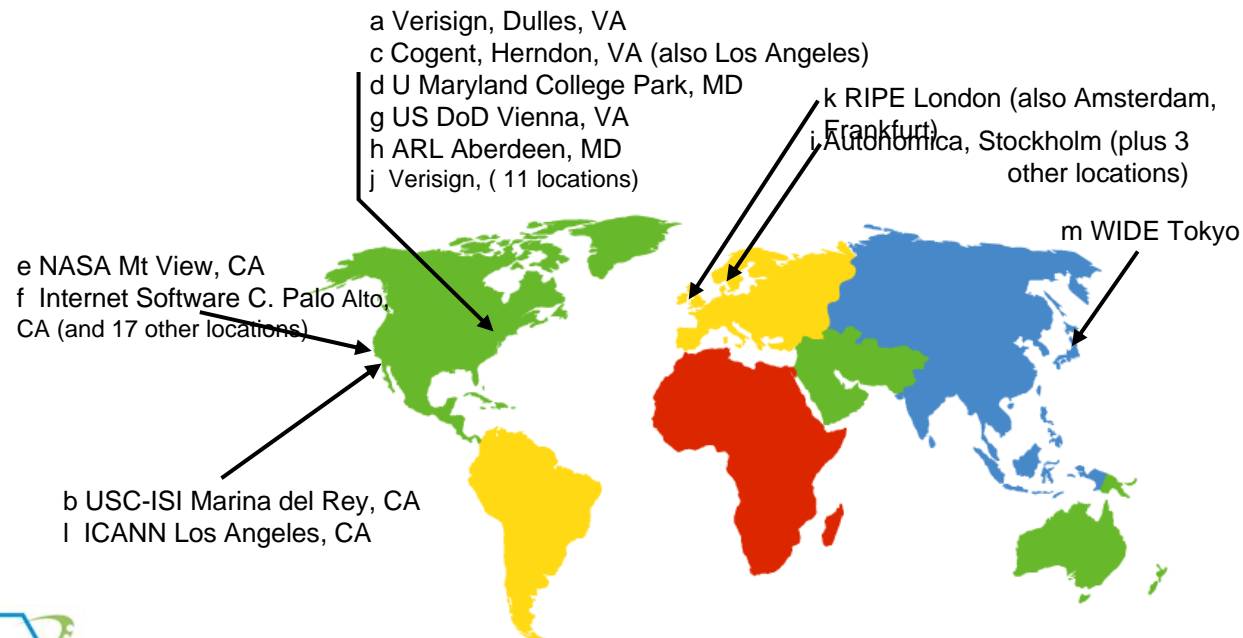 a Verisign, Dulles, VA
c Cogent, Herndon, VA (also Los Angeles)
d U Maryland College Park, MD
g US DoD Vienna, VA
h ARL Aberdeen, MD
j Verisign, ( 11 locations)
k RIPE London (also Amsterdam,
Frankfurt)
i Autonomica, Stockholm (plus 3
other locations)
m WIDE Tokyo
e NASA Mt View, CA
f Internet Software C. Palo Alto,
CA (and 17 other locations)
b USC-ISI Marina del Rey, CA
l ICANN Los Angeles, CA